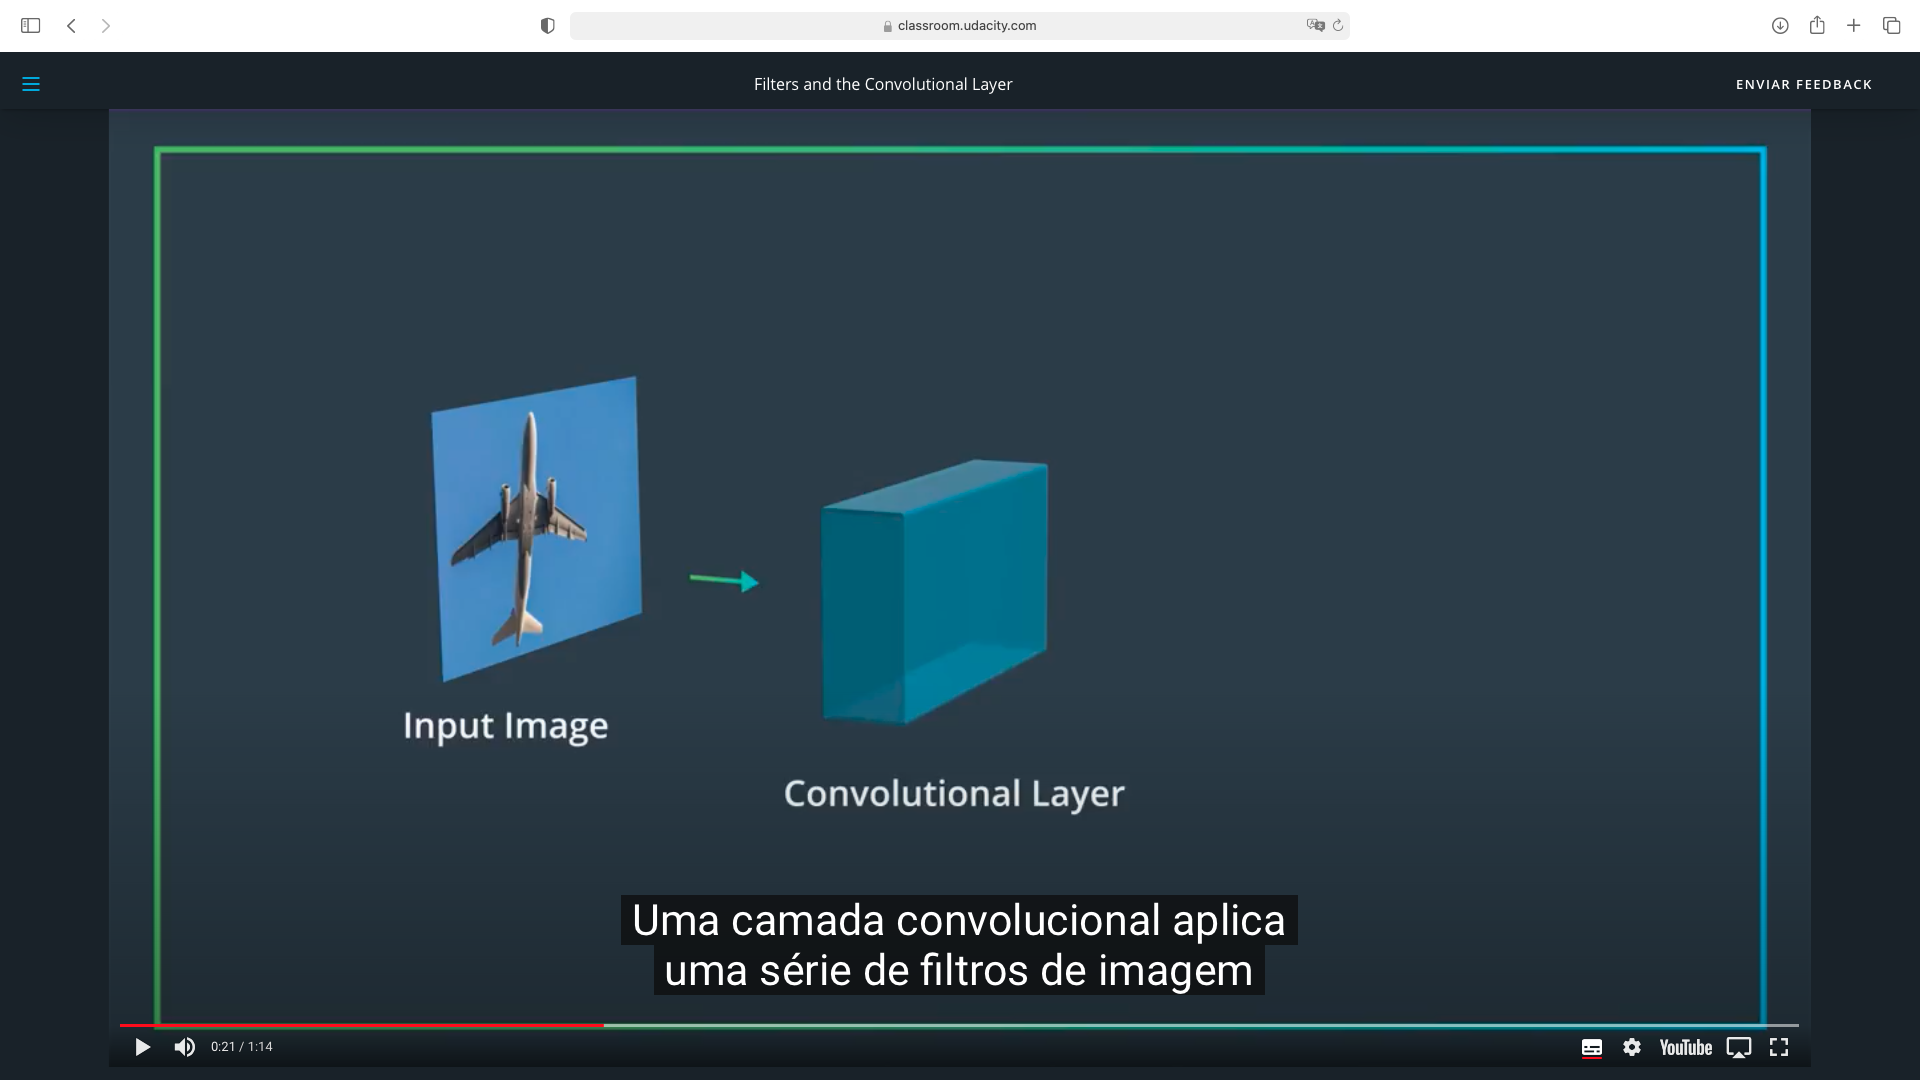 classroom.udacity.com
Filters and the Convolutional Layer
ENVIAR FEEDBACK
Input Image
Convolutional Layer
Uma camada convolucional aplica
uma série de filtros de imagem
0:21 / 1:14
YouTube